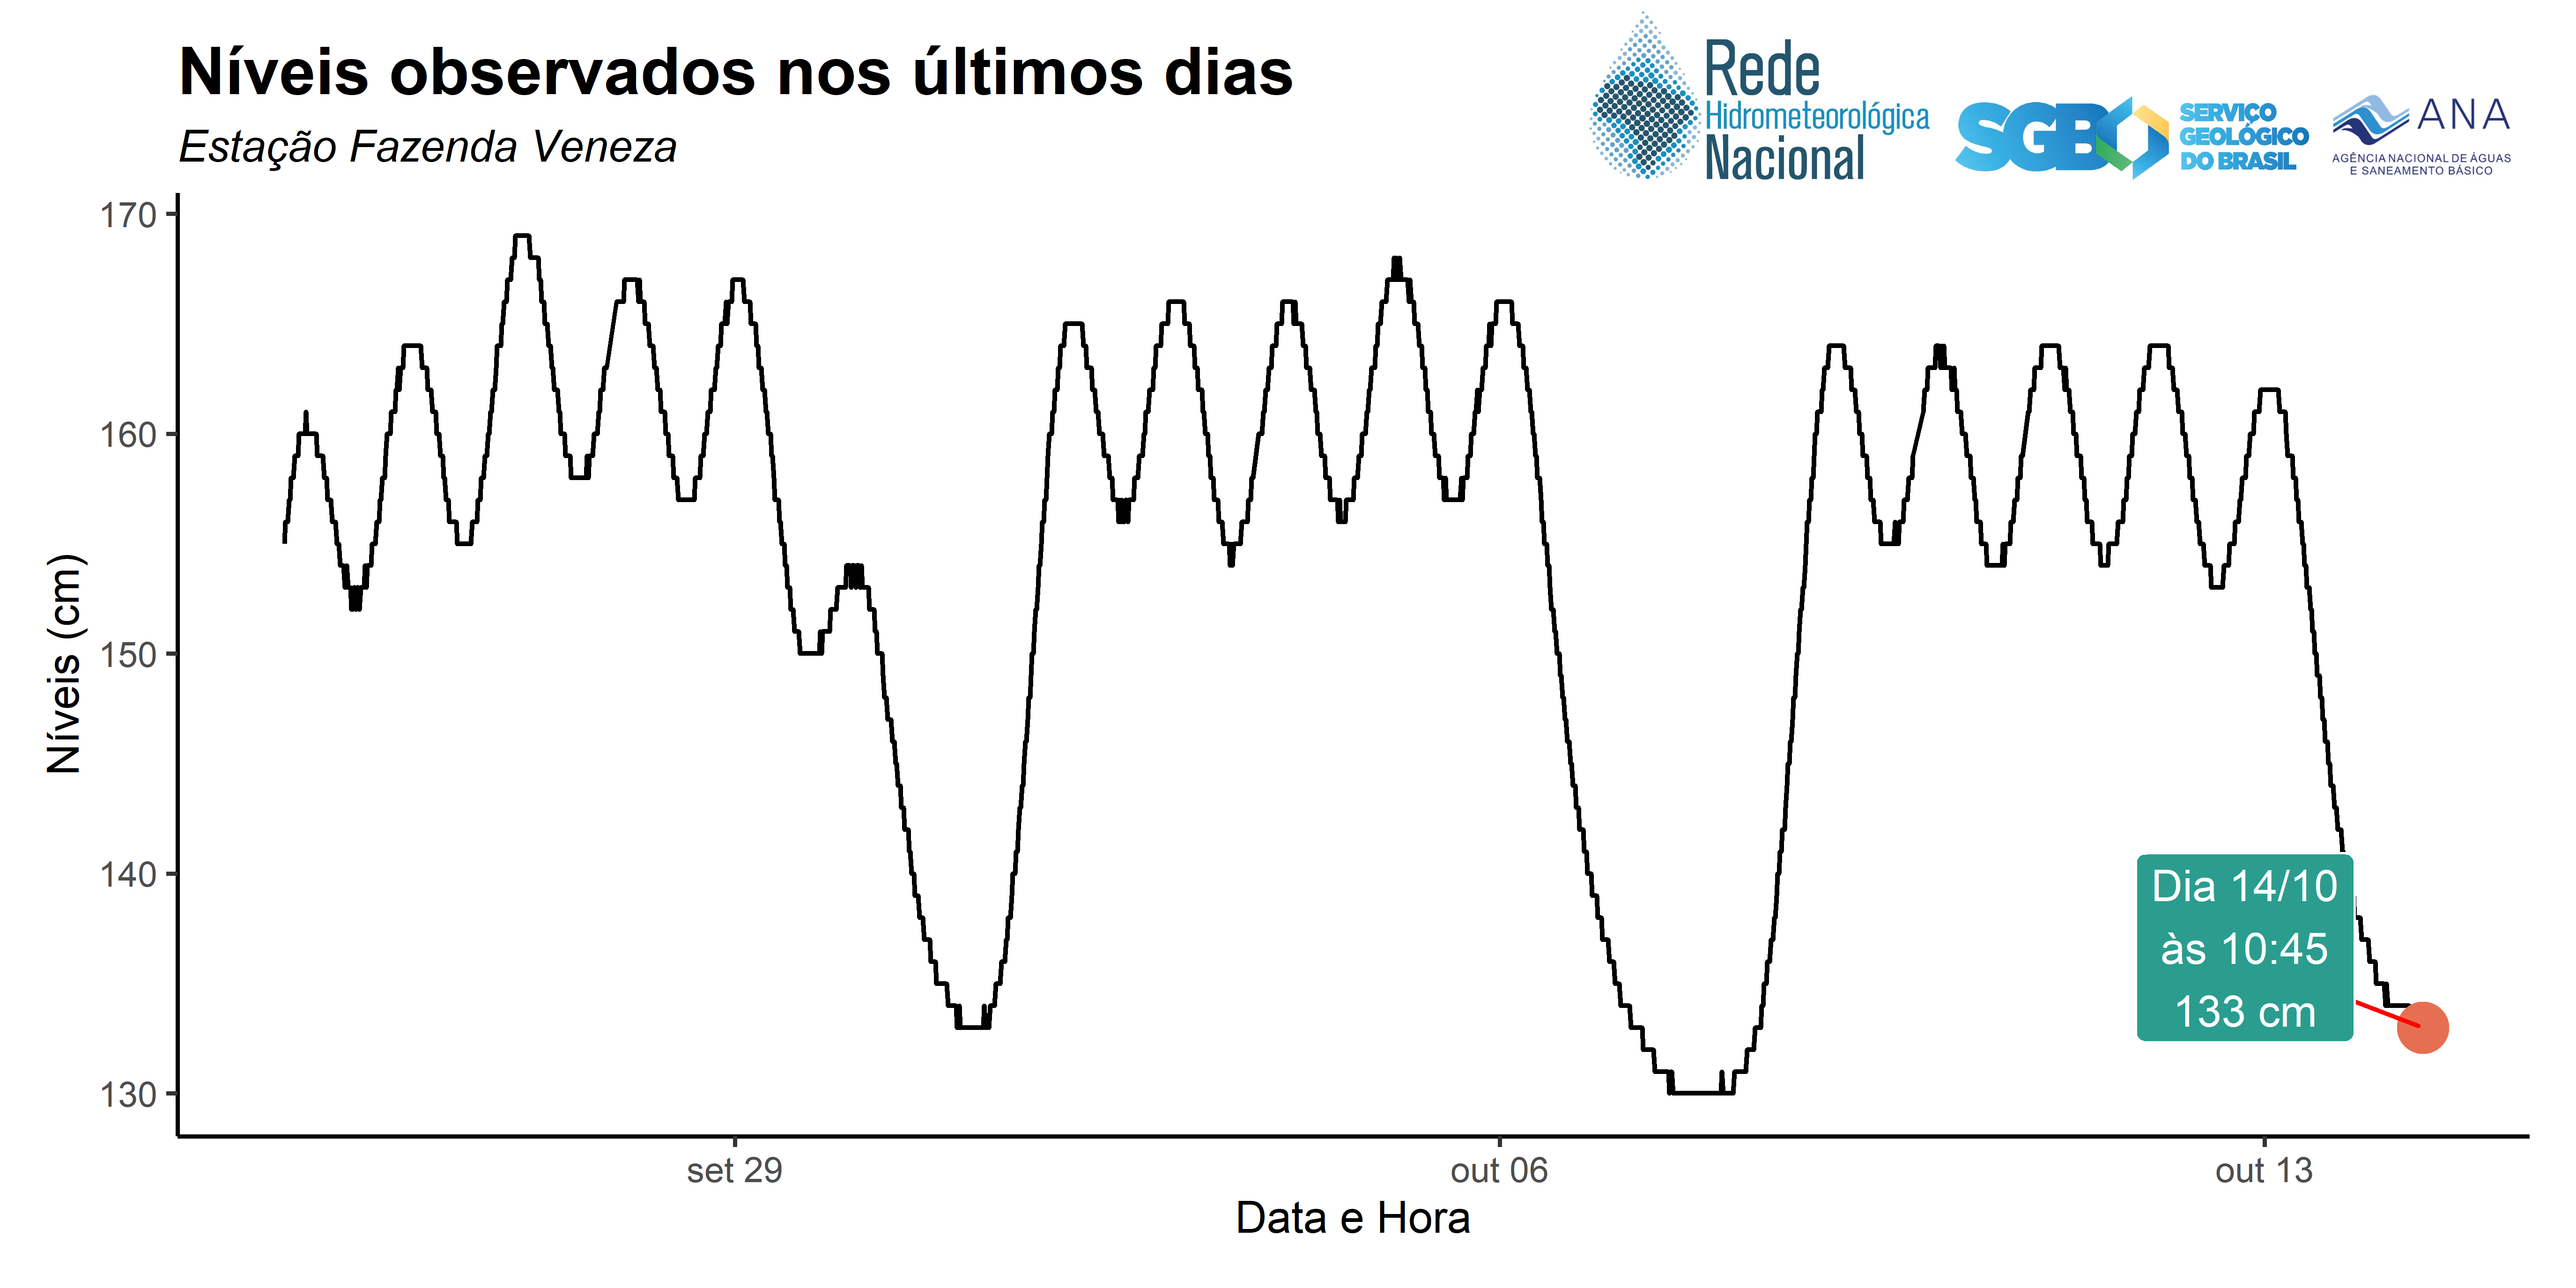 Níveis observados nos últimos dias
Estação Fazenda Veneza
Rede
Hidrometeorológica
Nacional
SGB
SERVIÇO
GEOLÓGICO
DO BRASIL
ANA
AGÊNCIA NACIONAL DE ÁGUAS
E SANEAMENTO BÁSICO
170
160
150
140
130
Níveis (cm)
Dia 14/10
às 10:45
133 cm
set 29
out 06
out 13
Data e Hora